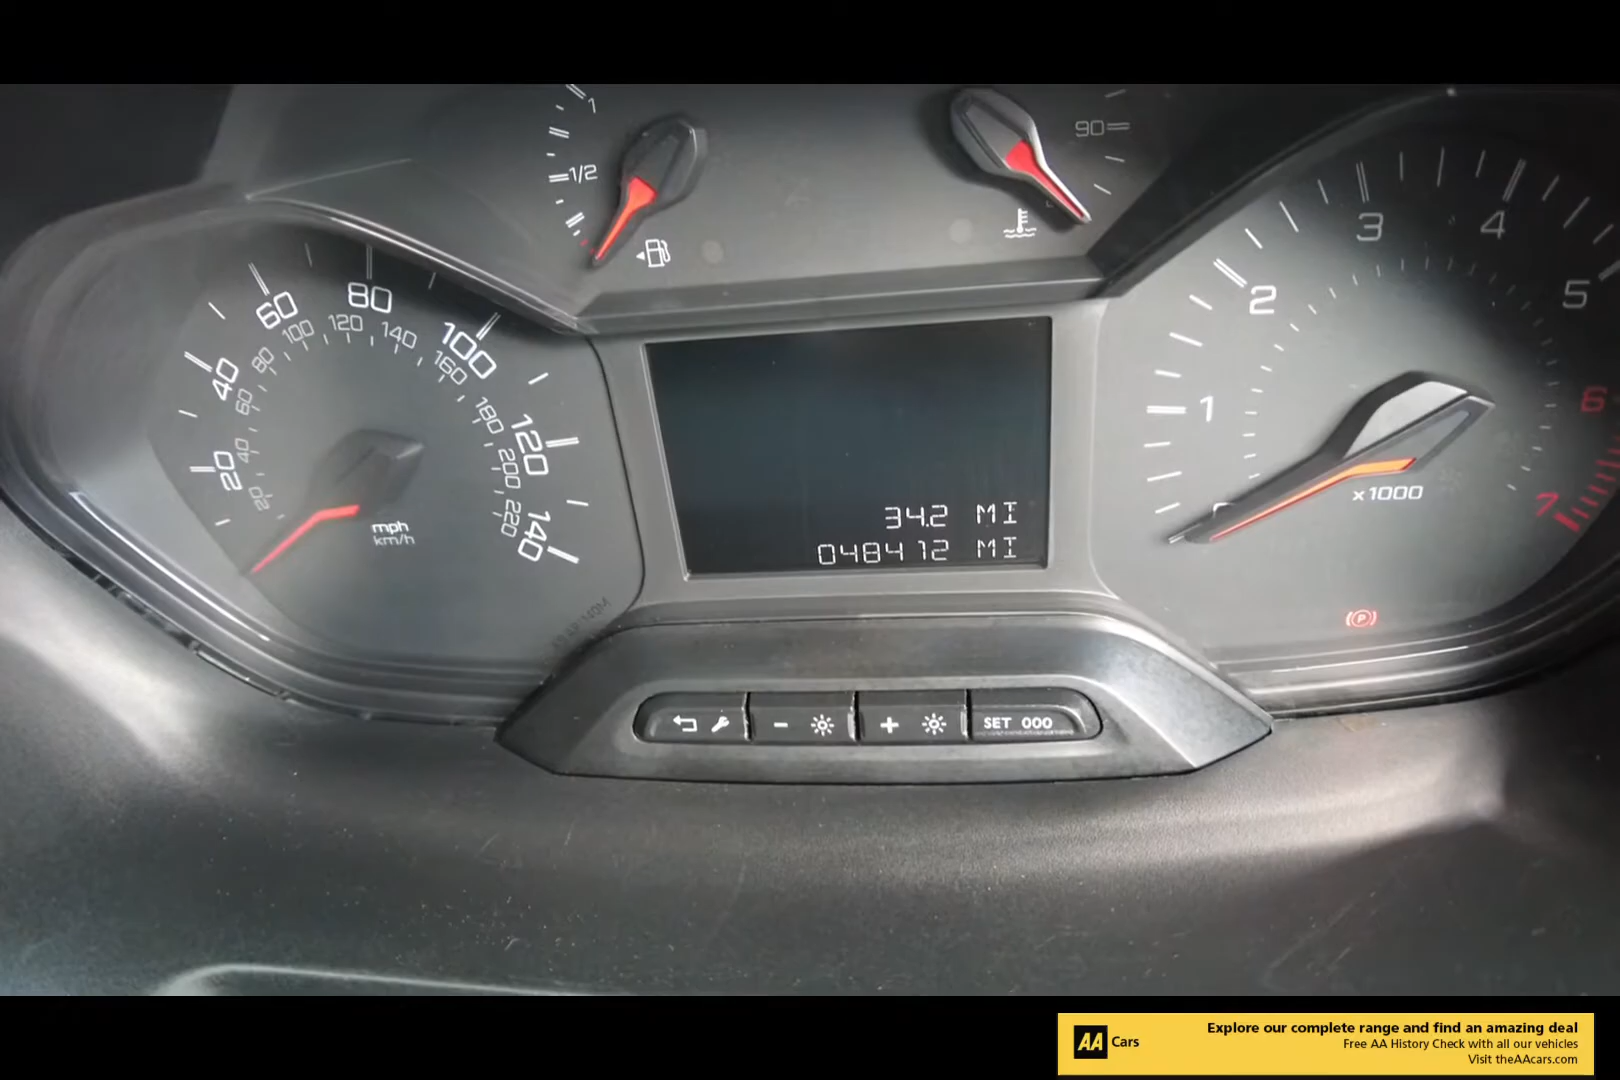 1
1/2
90
20 40 60 80 100 120 140
20 40 60 80 100 120 140 160 180 200 220
mph
km/h
34.2 MI
048412 MI
1 2 3 4 5 6 7
x1000
P
- + SET 000
AA Cars
Explore our complete range and find an amazing deal
Free AA History Check with all our vehicles
Visit theAAcars.com